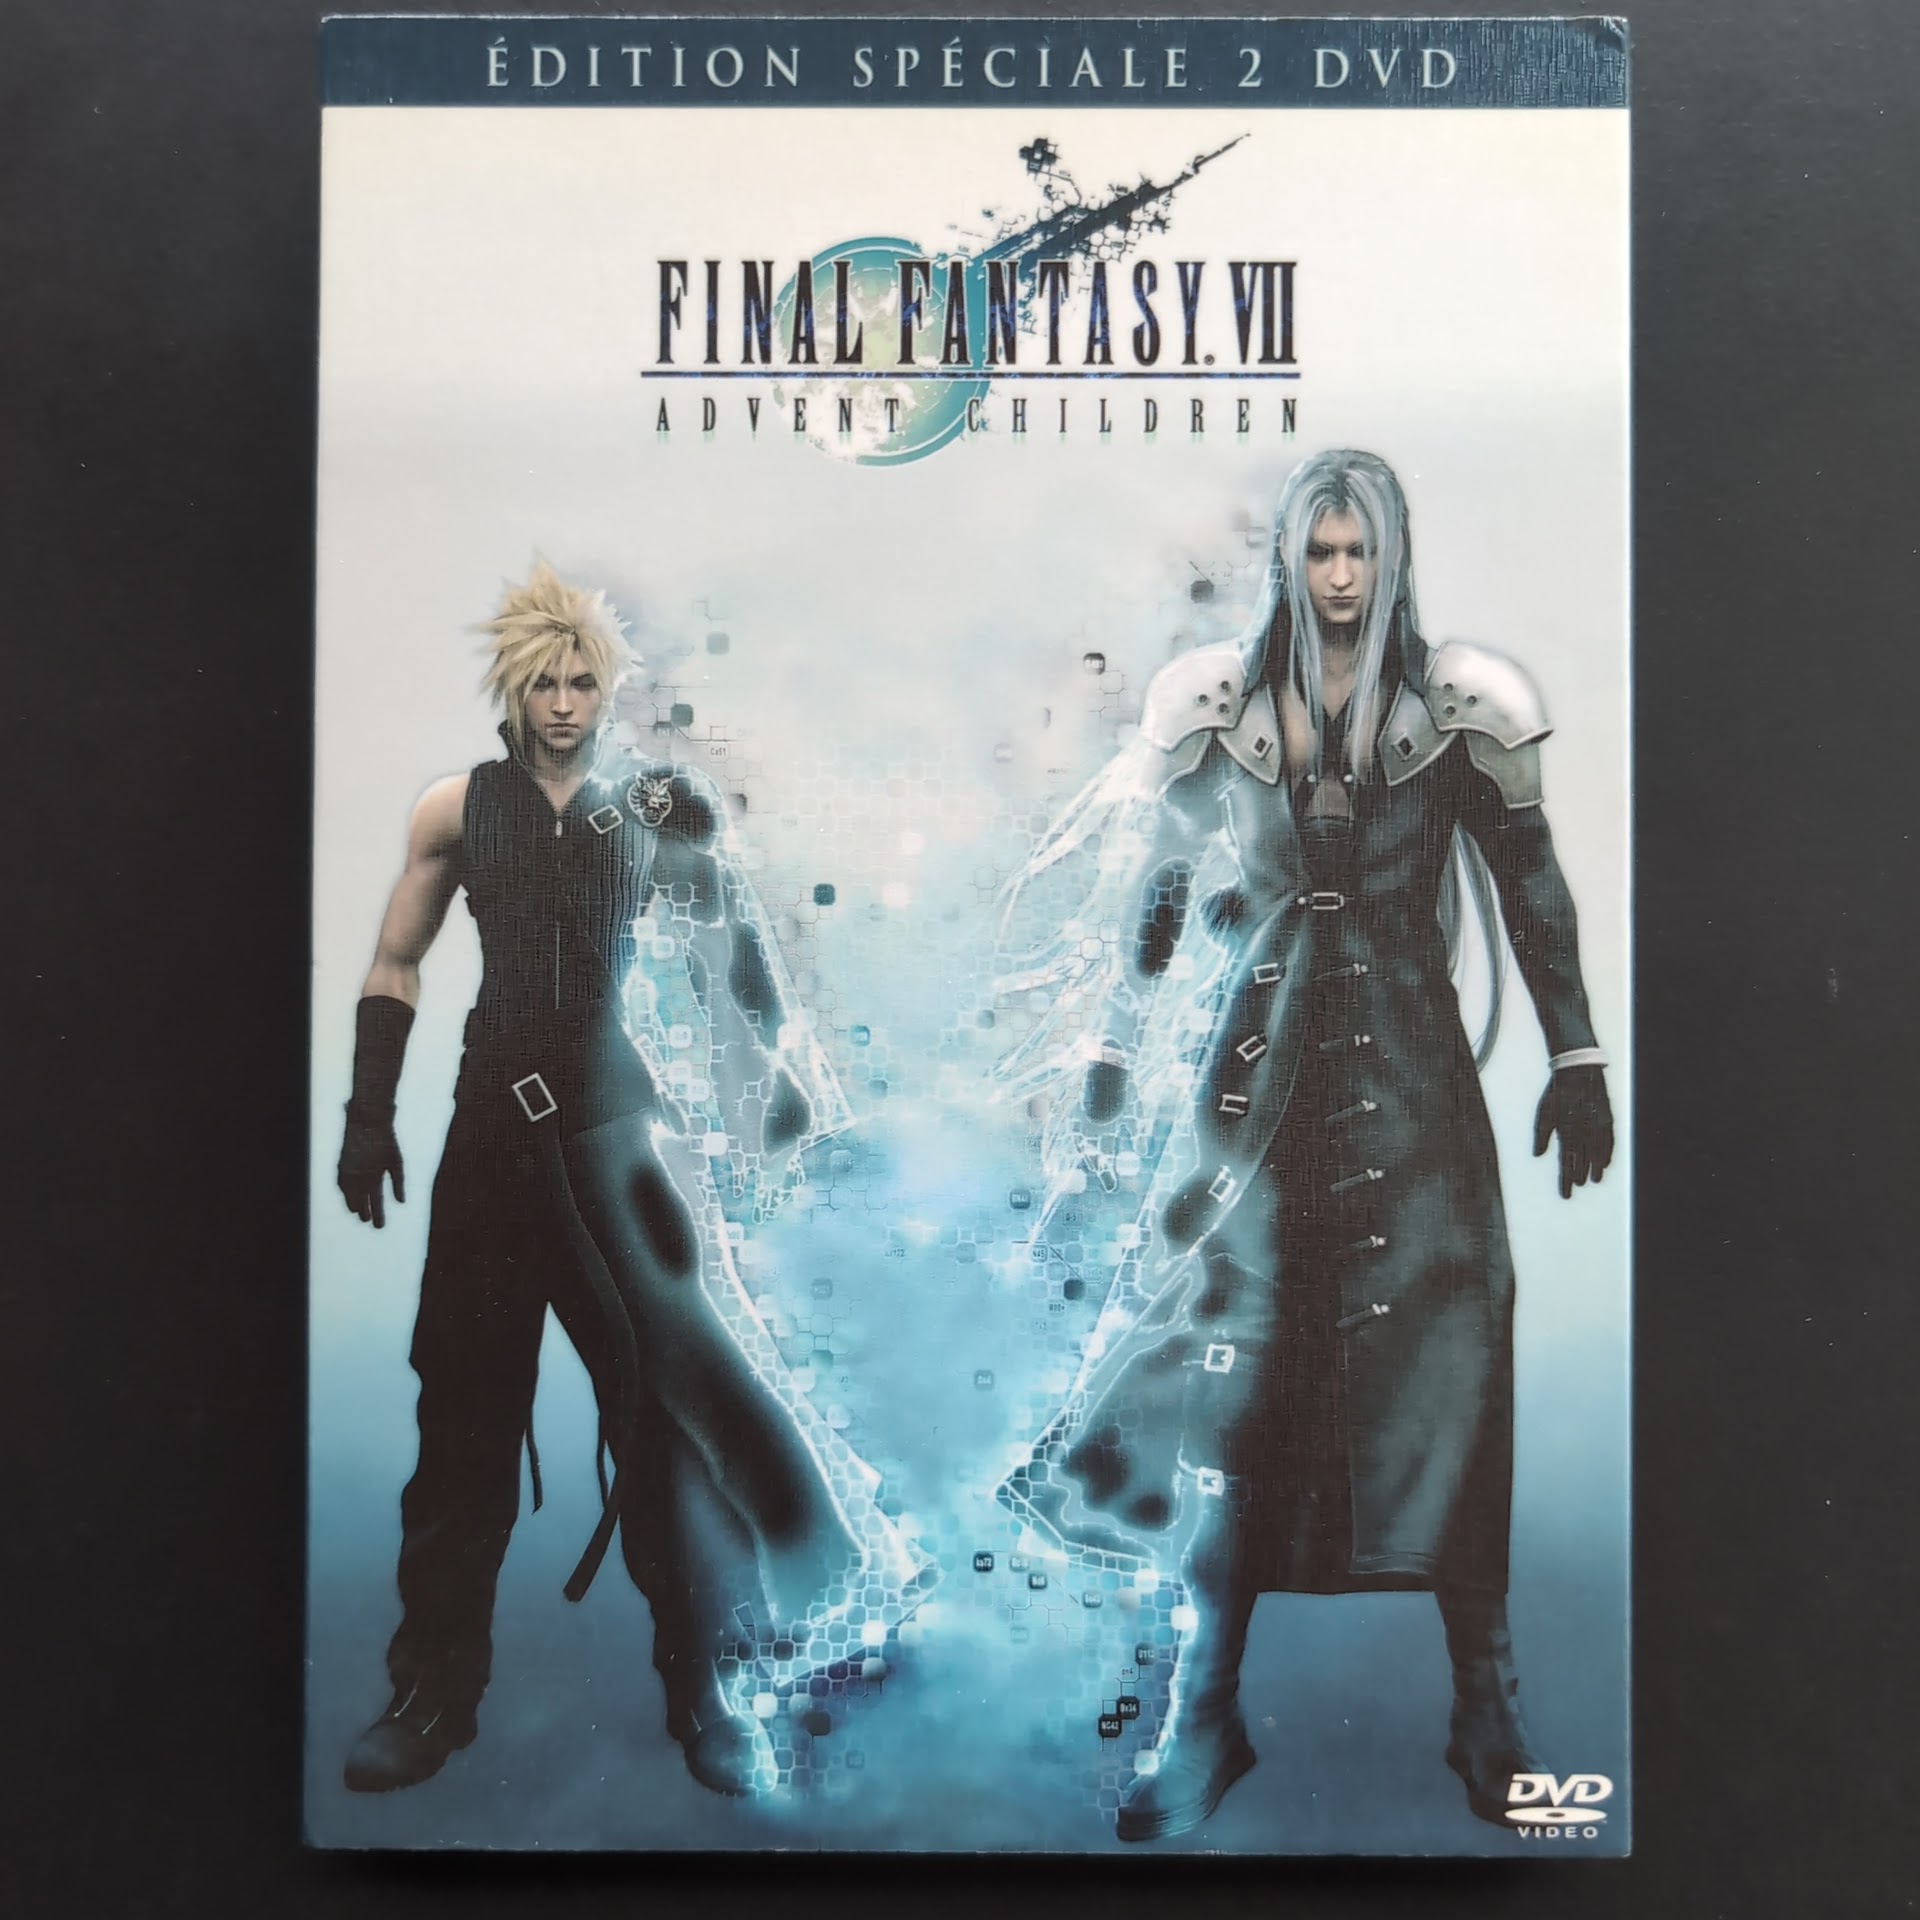 ÉDITION SPÉCIALE 2 DVD
FINAL FANTASY® VII
ADVENT CHILDREN
DVD
VIDEO